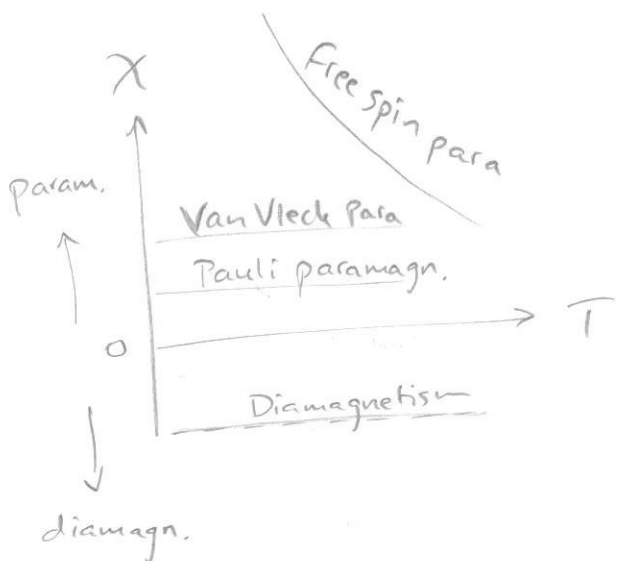 χ
Free spin para
param.
Van Vleck Para
Pauli paramagn.
0
T
Diamagnetism
diamagn.